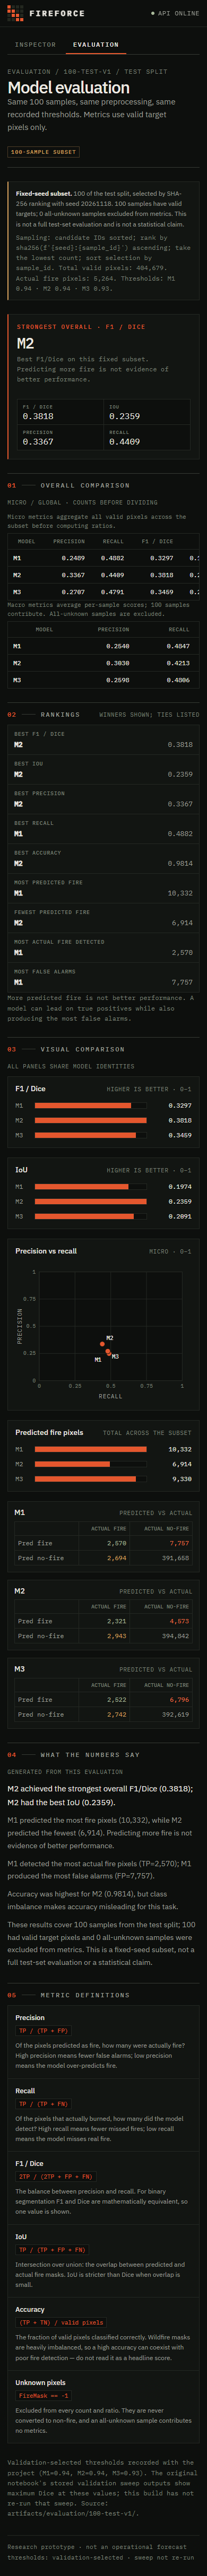 FIREFORCE
API ONLINE
INSPECTOR
EVALUATION
EVALUATION / 100-TEST-V1 / TEST SPLIT
Model evaluation
Same 100 samples, same preprocessing, same
recorded thresholds. Metrics use valid target
pixels only.
100-SAMPLE SUBSET
Fixed-seed subset. 100 of the test split, selected by SHA-
256 ranking with seed 20261118. 100 samples have valid
targets; 0 all-unknown samples excluded from metrics. This
is not a full test-set evaluation and is not a statistical claim.
Sampling: candidate IDs sorted; rank by
sha256(f'{seed}:{sample_id}') ascending; take
the lowest count; sort selection by
sample_id. Total valid pixels: 404,679.
Actual fire pixels: 5,264. Thresholds: M1
0.94 · M2 0.94 · M3 0.93.
STRONGEST OVERALL · F1 / DICE
M2
Best F1/Dice on this fixed subset.
Predicting more fire is not evidence of
better performance.
F1 / DICE
0.3818
IOU
0.2359
PRECISION
0.3367
RECALL
0.4409
01 OVERALL COMPARISON
MICRO / GLOBAL · COUNTS BEFORE DIVIDING
Micro metrics aggregate all valid pixels across the
subset before computing ratios.
MODEL PRECISION RECALL F1 / DICE
M1 0.2489 0.4882 0.3297
M2 0.3367 0.4409 0.3818
M3 0.2707 0.4791 0.3459
Macro metrics average per-sample scores; 100 samples
contribute. All-unknown samples are excluded.
MODEL PRECISION RECALL
M1 0.2540 0.4847
M2 0.3030 0.4213
M3 0.2598 0.4806
02 RANKINGS WINNERS SHOWN; TIES LISTED
BEST F1 / DICE
M2 0.3818
BEST IOU
M2 0.2359
BEST PRECISION
M2 0.3367
BEST RECALL
M1 0.4882
BEST ACCURACY
M2 0.9814
MOST PREDICTED FIRE
M1 10,332
FEWEST PREDICTED FIRE
M2 6,914
MOST ACTUAL FIRE DETECTED
M1 2,570
MOST FALSE ALARMS
M1 7,757
More predicted fire is not better performance. A
model can lead on true positives while also
producing the most false alarms.
03 VISUAL COMPARISON
ALL PANELS SHARE MODEL IDENTITIES
F1 / Dice HIGHER IS BETTER · 0–1
M1 0.3297
M2 0.3818
M3 0.3459
IoU HIGHER IS BETTER · 0–1
M1 0.1974
M2 0.2359
M3 0.2091
Precision vs recall MICRO · 0–1
1
0.75
0.5
0.25
0
PRECISION
M2
M1
M3
0 0.25 0.5 0.75 1
RECALL
Predicted fire pixels TOTAL ACROSS THE SUBSET
M1 10,332
M2 6,914
M3 9,330
M1 PREDICTED VS ACTUAL
ACTUAL FIRE ACTUAL NO-FIRE
Pred fire 2,570 7,757
Pred no-fire 2,694 391,658
M2 PREDICTED VS ACTUAL
ACTUAL FIRE ACTUAL NO-FIRE
Pred fire 2,321 4,573
Pred no-fire 2,943 394,842
M3 PREDICTED VS ACTUAL
ACTUAL FIRE ACTUAL NO-FIRE
Pred fire 2,522 6,796
Pred no-fire 2,742 392,619
04 WHAT THE NUMBERS SAY
GENERATED FROM THIS EVALUATION
M2 achieved the strongest overall F1/Dice (0.3818);
M2 had the best IoU (0.2359).
M1 predicted the most fire pixels (10,332), while M2
predicted the fewest (6,914). Predicting more fire is not
evidence of better performance.
M1 detected the most actual fire pixels (TP=2,570); M1
produced the most false alarms (FP=7,757).
Accuracy was highest for M2 (0.9814), but class
imbalance makes accuracy misleading for this task.
These results cover 100 samples from the test split; 100
had valid target pixels and 0 all-unknown samples were
excluded from metrics. This is a fixed-seed subset, not a
full test-set evaluation or a statistical claim.
05 METRIC DEFINITIONS
Precision
TP / (TP + FP)
Of the pixels predicted as fire, how many were actually fire?
High precision means fewer false alarms; low precision
means the model over-predicts fire.
Recall
TP / (TP + FN)
Of the pixels that actually burned, how many did the model
detect? High recall means fewer missed fires; low recall
means the model misses real fire.
F1 / Dice
2TP / (2TP + FP + FN)
The balance between precision and recall. For binary
segmentation F1 and Dice are mathematically equivalent, so
one value is shown.
IoU
TP / (TP + FP + FN)
Intersection over union: the overlap between predicted and
actual fire masks. IoU is stricter than Dice when overlap is
small.
Accuracy
(TP + TN) / valid pixels
The fraction of valid pixels classified correctly. Wildfire masks
are heavily imbalanced, so a high accuracy can coexist with
poor fire detection — do not read it as a headline score.
Unknown pixels
FireMask == -1
Excluded from every count and ratio. They are never
converted to non-fire, and an all-unknown sample contributes
no metrics.
Validation-selected thresholds recorded with the
project (M1=0.94, M2=0.94, M3=0.93). The original
notebook's stored validation sweep outputs show
maximum Dice at these values; this build has not
re-run that sweep. Source:
artifacts/evaluation/100-test-v1/.
Research prototype · not an operational forecast
thresholds: validation-selected · sweep not re-run